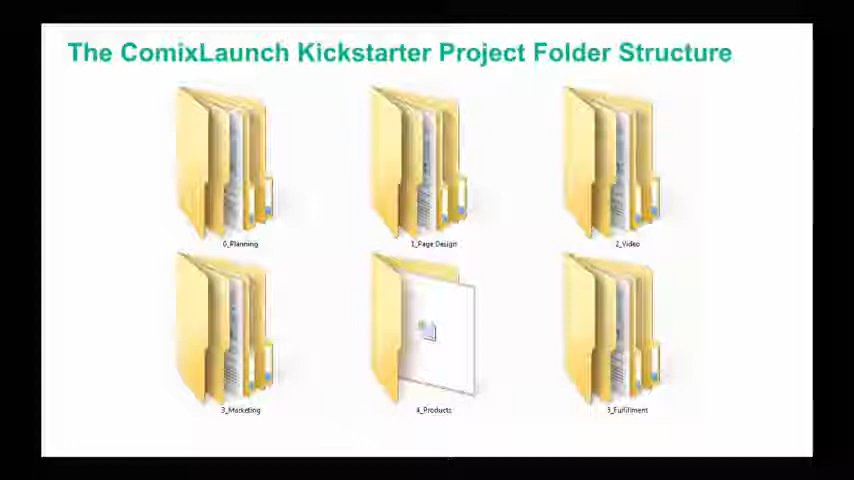 The ComixLaunch Kickstarter Project Folder Structure
0_Planning
1_Page Design
2_Video
3_Marketing
4_Products
5_Fulfillment